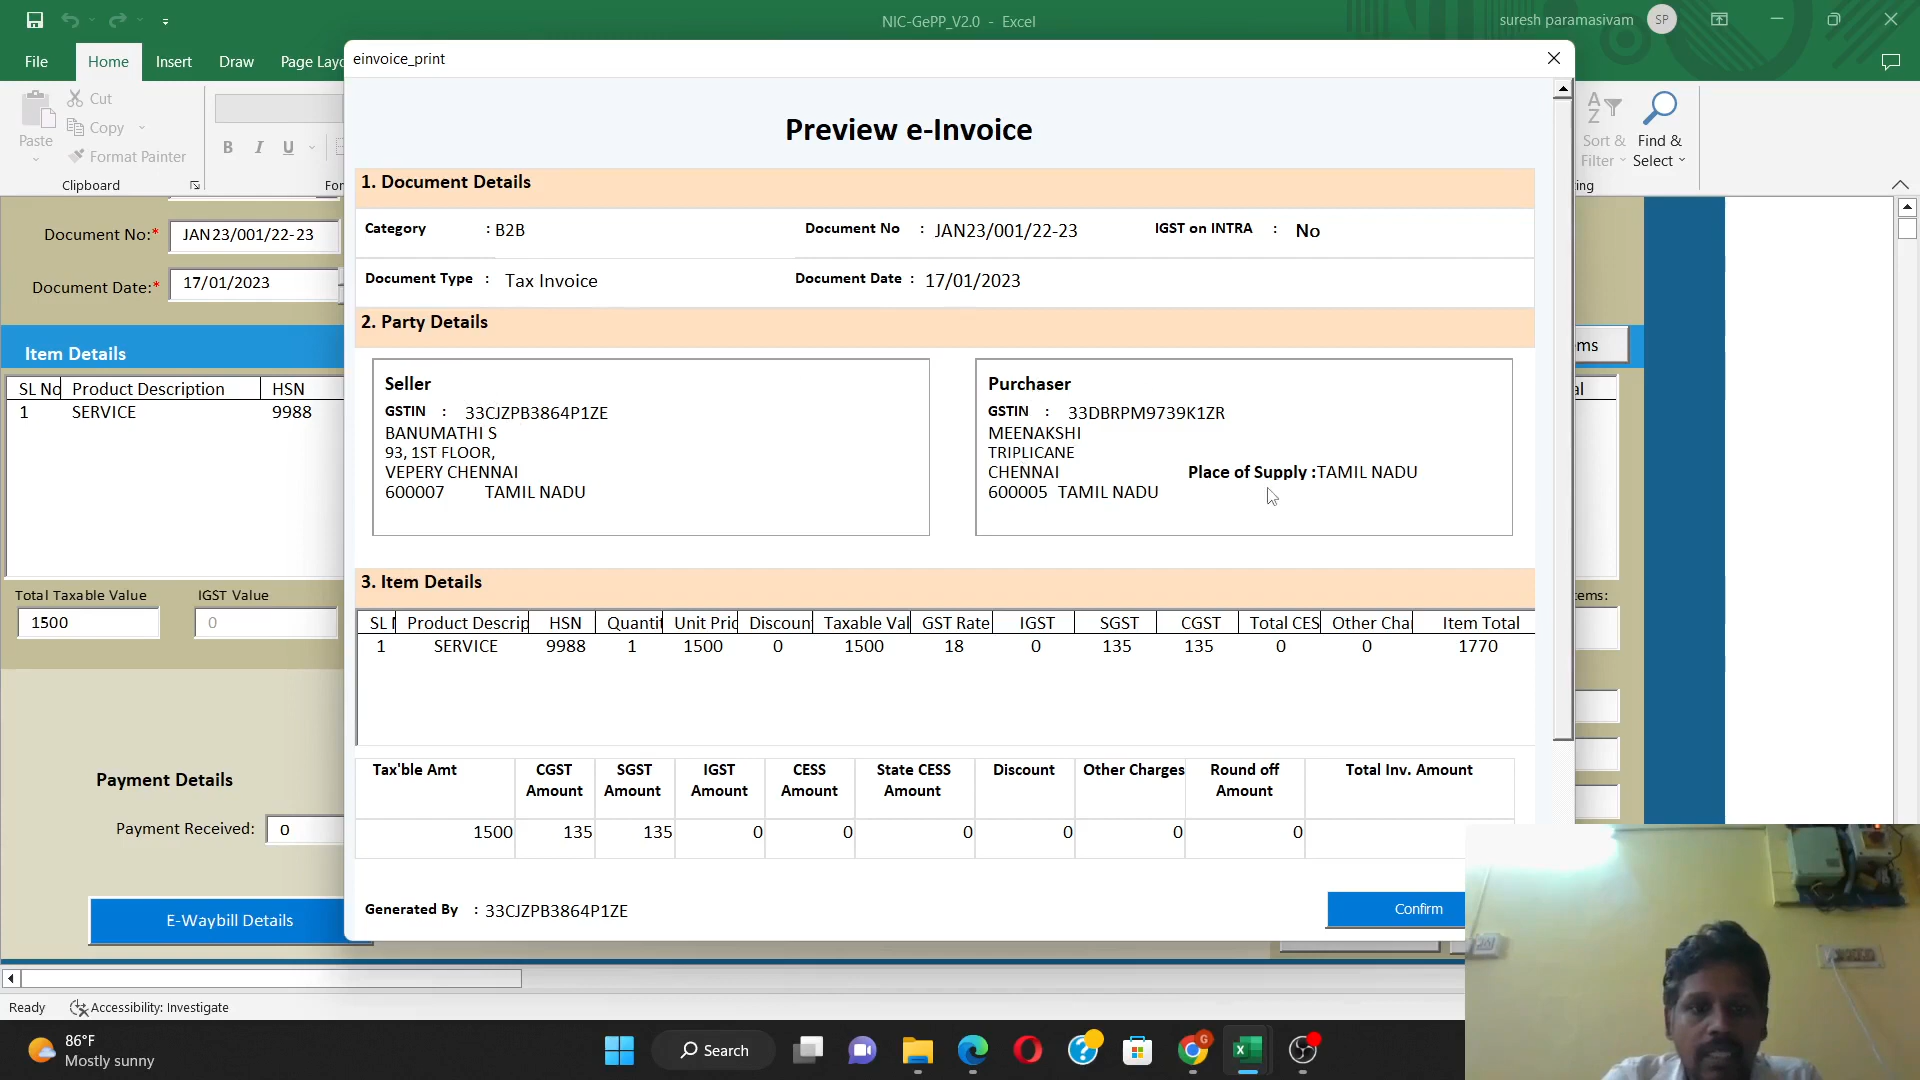 NIC-GePP_V2.0 - Excel
suresh paramasivam
SP
File
Home
Insert
Draw
Page Layo
einvoice_print
Cut
Copy
Paste
Format Painter
B I U
Clipboard
For
Sort &
Filter
Find &
Select
ing
Document No:* JAN23/001/22-23
Document Date:* 17/01/2023
Item Details
ms
SL No Product Description HSN
al
1 SERVICE 9988
Total Taxable Value IGST Value
ems:
1500 0
Payment Details
Payment Received: 0
E-Waybill Details
Preview e-Invoice
1. Document Details
Category : B2B Document No : JAN23/001/22-23 IGST on INTRA : No
Document Type : Tax Invoice Document Date : 17/01/2023
2. Party Details
Seller
GSTIN : 33CJZPB3864P1ZE
BANUMATHI S
93, 1ST FLOOR,
VEPERY CHENNAI
600007 TAMIL NADU
Purchaser
GSTIN : 33DBRPM9739K1ZR
MEENAKSHI
TRIPLICANE
CHENNAI Place of Supply :TAMIL NADU
600005 TAMIL NADU
3. Item Details
SL N Product Descrip HSN Quantit Unit Pric Discoun Taxable Val GST Rate IGST SGST CGST Total CES Other Cha Item Total
1 SERVICE 9988 1 1500 0 1500 18 0 135 135 0 0 1770
Tax'ble Amt CGST Amount SGST Amount IGST Amount CESS Amount State CESS Amount Discount Other Charges Round off Amount Total Inv. Amount
1500 135 135 0 0 0 0 0 0
Generated By : 33CJZPB3864P1ZE
Confirm
Ready
Accessibility: Investigate
86°F
Mostly sunny
Search
G